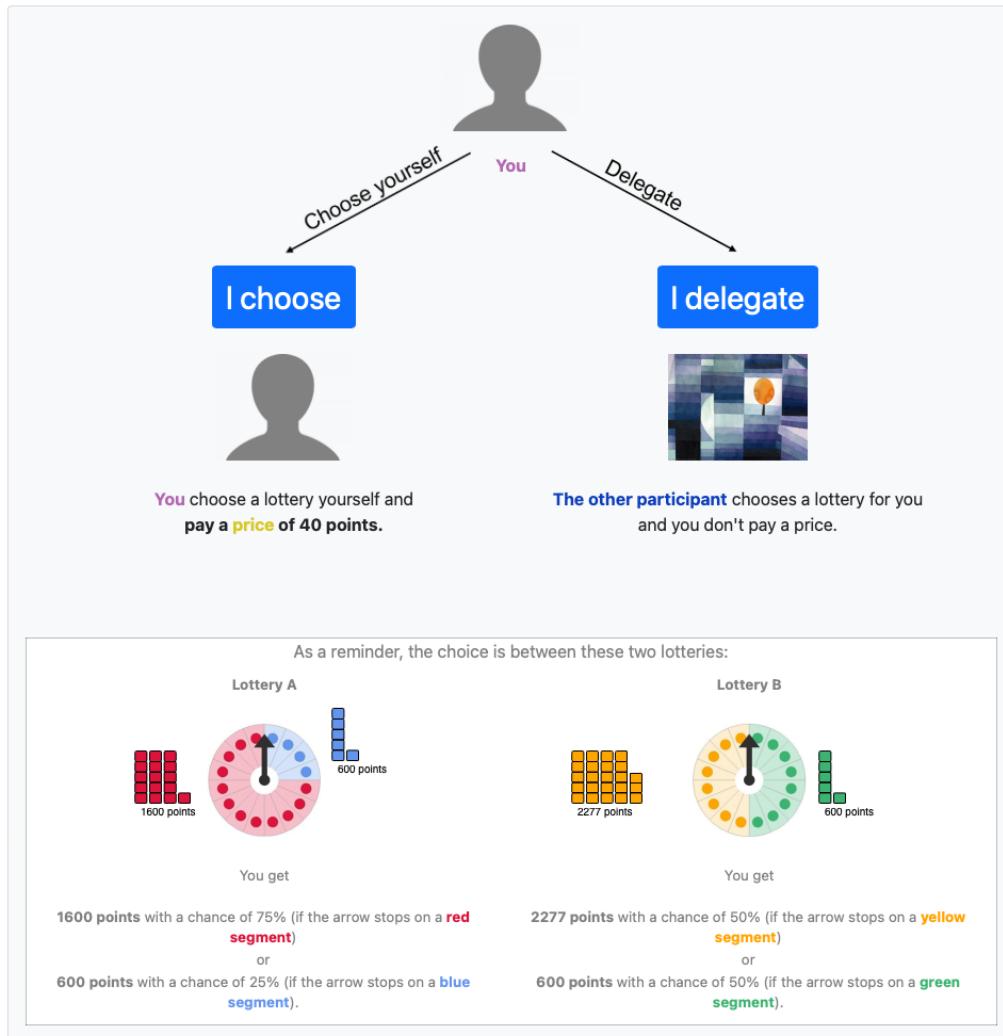 You
Choose yourself
Delegate
I choose
I delegate
You choose a lottery yourself and
pay a price of 40 points.
The other participant chooses a lottery for you
and you don't pay a price.
As a reminder, the choice is between these two lotteries:
Lottery A
600 points
1600 points
You get
1600 points with a chance of 75% (if the arrow stops on a red
segment)
or
600 points with a chance of 25% (if the arrow stops on a blue
segment).
Lottery B
2277 points
600 points
You get
2277 points with a chance of 50% (if the arrow stops on a yellow
segment)
or
600 points with a chance of 50% (if the arrow stops on a green
segment).